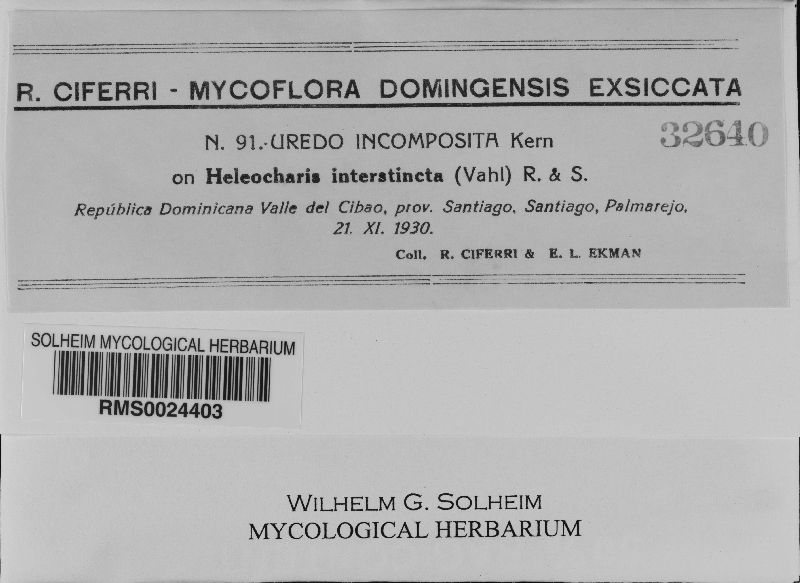 R. CIFERRI - MYCOFLORA DOMINGENSIS EXSICCATA
N. 91.-UREDO INCOMPOSITA Kern
32640
on Heleocharis interstincta (Vahl) R. & S.
República Dominicana Valle del Cibao, prov. Santiago, Santiago, Palmarejo,
21. XI. 1930.
Coll. R. CIFERRI & E. L. EKMAN
SOLHEIM MYCOLOGICAL HERBARIUM
RMS0024403
WILHELM G. SOLHEIM
MYCOLOGICAL HERBARIUM